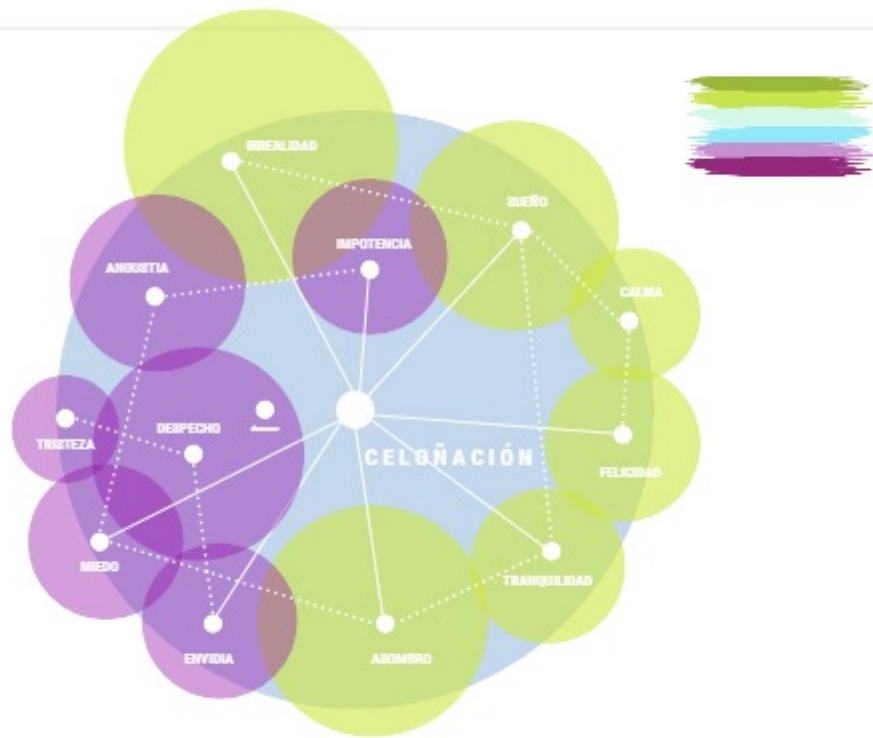 IRREALIDAD
SUEÑO
IMPOTENCIA
ANGUSTIA
CALMA
DESPECHO
TRISTEZA
CELOÑACIÓN
FELICIDAD
MIEDO
TRANQUILIDAD
ENVIDIA
ASOMBRO